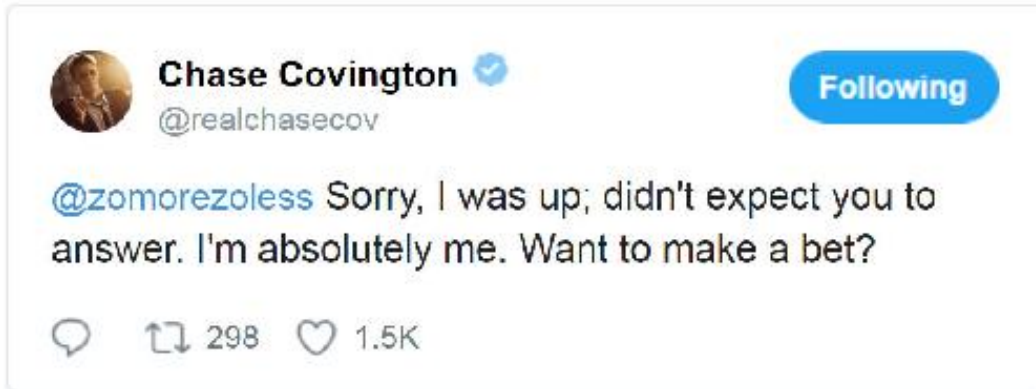 Chase Covington
Following
@realchasecov
@zomorezoless Sorry, I was up; didn't expect you to
answer. I'm absolutely me. Want to make a bet?
298 1.5K